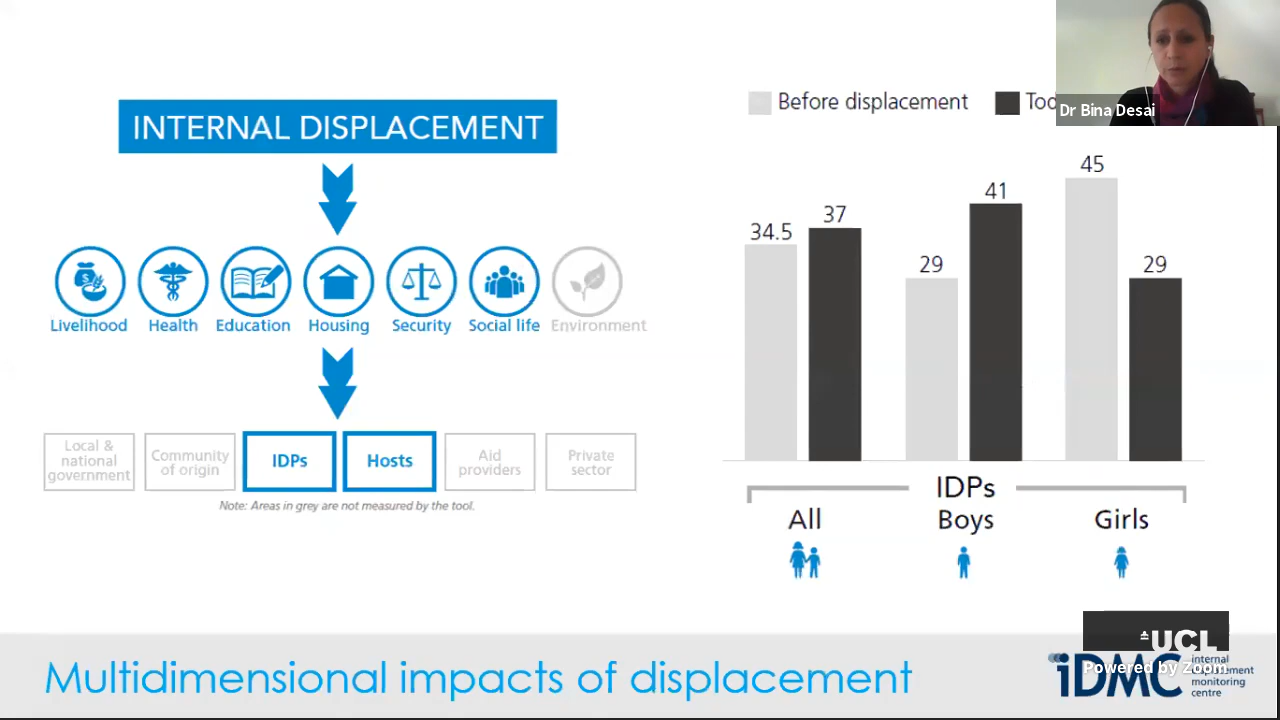 Dr Bina Desai
INTERNAL DISPLACEMENT
Livelihood
Health
Education
Housing
Security
Social life
Environment
Local &
national
government
Community
of origin
IDPs
Hosts
Aid
providers
Private
sector
Note: Areas in grey are not measured by the tool.
Before displacement
34.5
37
29
41
45
29
IDPs
All
Boys
Girls
Multidimensional impacts of displacement
UCL
Powered by Zoom
iDMC
internal
displacement
monitoring
centre